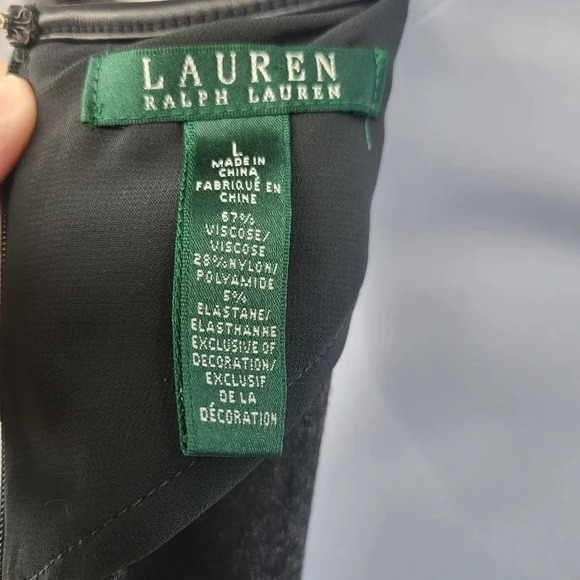 LAUREN
RALPH LAUREN
L
MADE IN
CHINA
FABRIQUÉ EN
CHINE
67%
VISCOSE/
VISCOSE
28%NYLON/
POLYAMIDE
5%
ELASTANE/
ELASTHANNE
EXCLUSIVE OF
DECORATION/
EXCLUSIF
DE LA
DÉCORATION